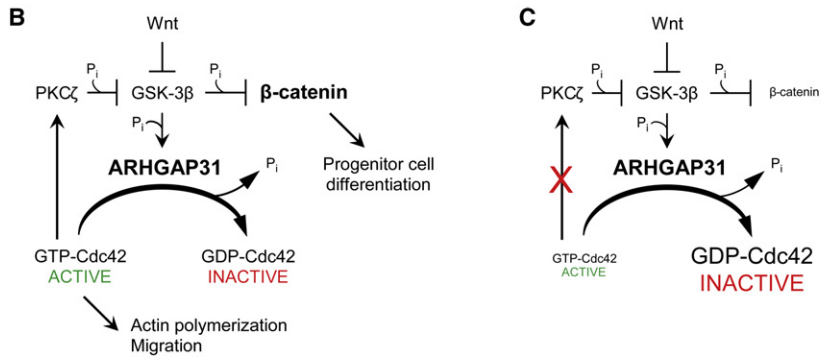 B
Wnt
Pi
Pi
PKCζ
GSK-3β
β-catenin
Pi
ARHGAP31
Pi
Progenitor cell
differentiation
GTP-Cdc42
ACTIVE
GDP-Cdc42
INACTIVE
Actin polymerization
Migration
C
Wnt
Pi
Pi
PKCζ
GSK-3β
β-catenin
Pi
ARHGAP31
Pi
X
GTP-Cdc42
ACTIVE
GDP-Cdc42
INACTIVE